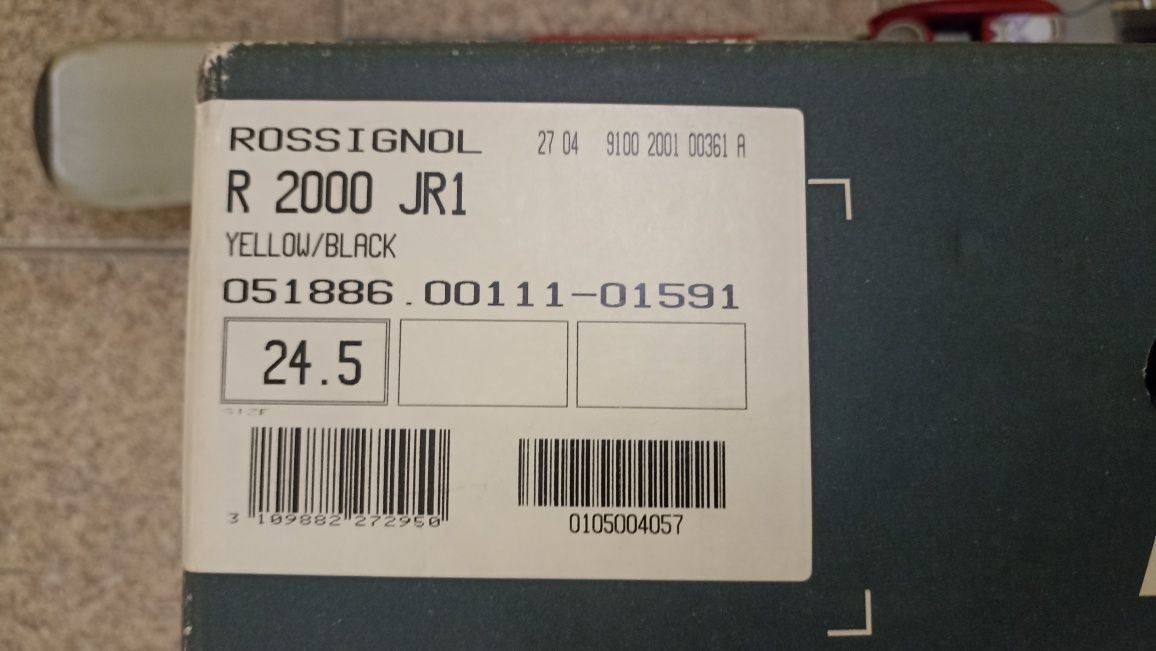 ROSSIGNOL 27 04 9100 2001 00361 A
R 2000 JR1
YELLOW/BLACK
051886.00111-01591
24.5
SIZE
3 109882 272950
0105004057